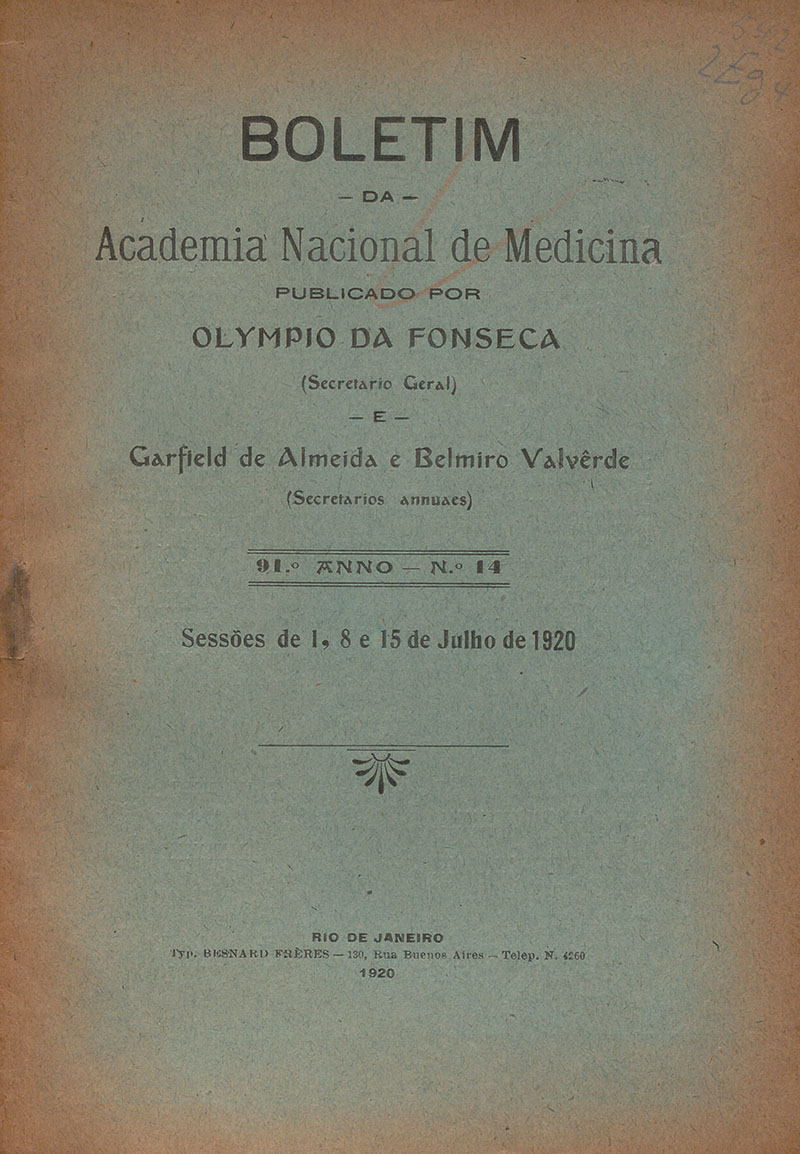 BOLETIM
— DA —
Academia Nacional de Medicina
PUBLICADO POR
OLYMPIO DA FONSECA
(Secretario Geral)
— E —
Garfield de Almeida e Belmiro Valvêrde
(Secretarios annuaes)
91.º ANNO — N.º 14
Sessões de 1, 8 e 15 de Julho de 1920
RIO DE JANEIRO
Typ. BESNARD FRÈRES — 130, Rua Buenos Aires — Telep. N. 4260
1920